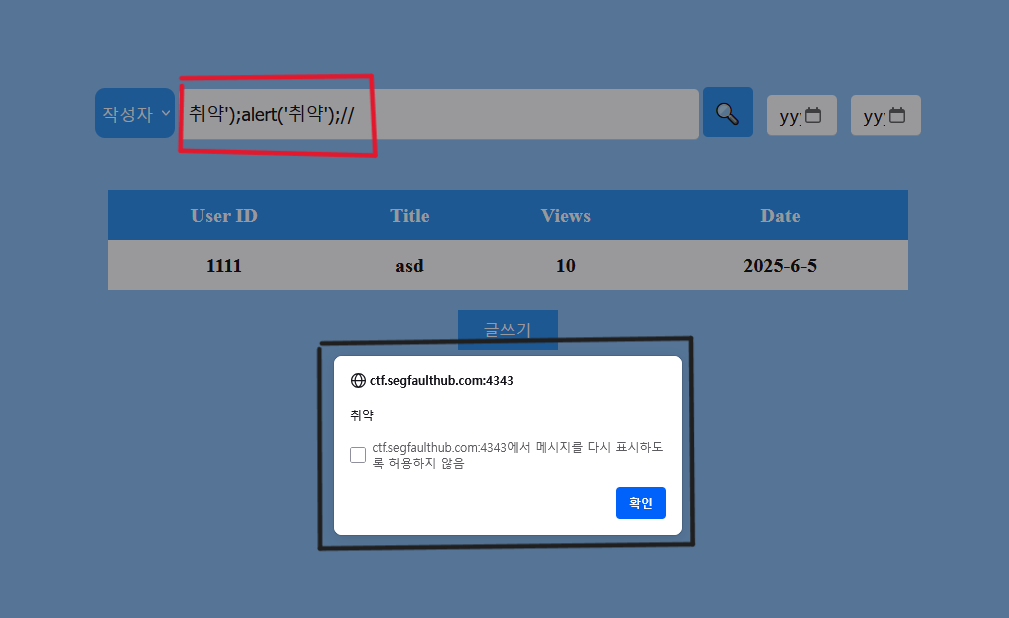 작성자 취약');alert('취약');// yy: yy:
User ID Title Views Date
1111 asd 10 2025-6-5
글쓰기
ctf.segfaulthub.com:4343
취약
ctf.segfaulthub.com:4343에서 메시지를 다시 표시하도
록 허용하지 않음
확인